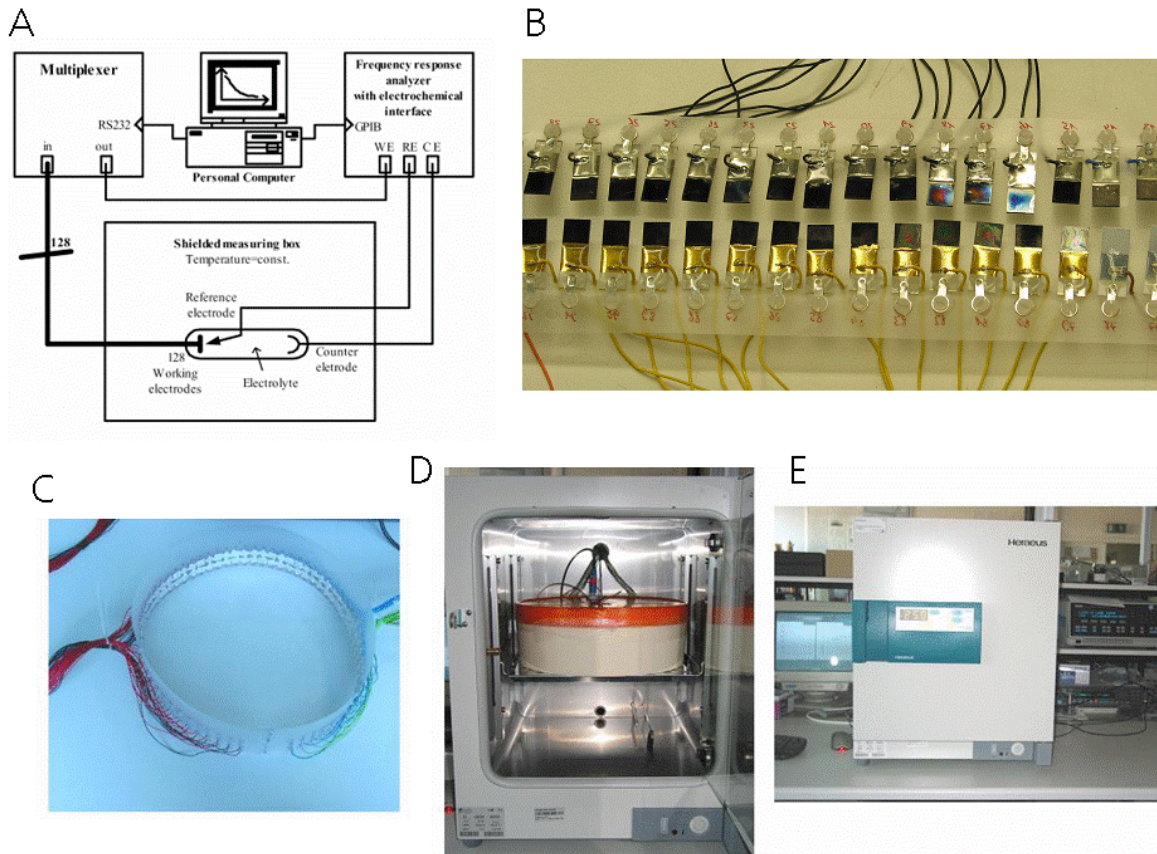 A
Multiplexer
RS232
in
out
Personal Computer
Frequency response
analyzer
with electrochemical
interface
GPIB
WE RE CE
128
Shielded measuring box
Temperature=const.
Reference
electrode
128
Working
electrodes
Electrolyte
Counter
eletrode
B
C
D
E
Heraeus